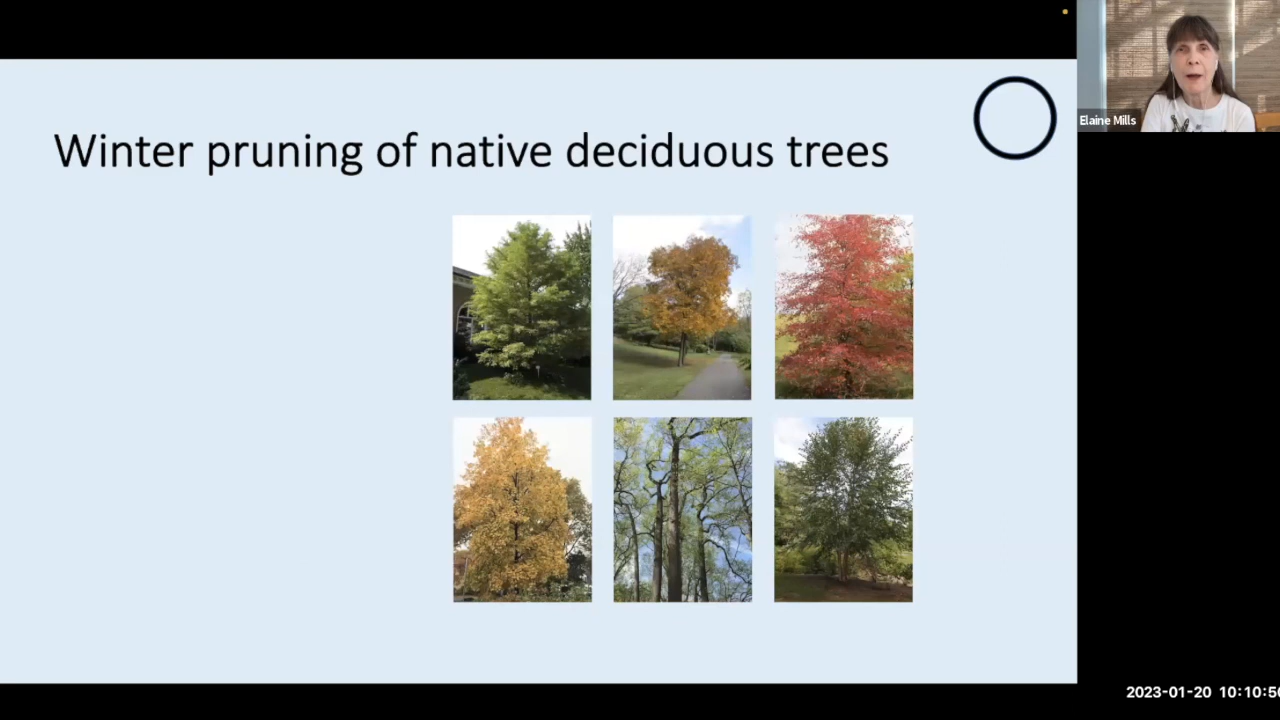 Winter pruning of native deciduous trees
Elaine Mills
2023-01-20 10:10:50